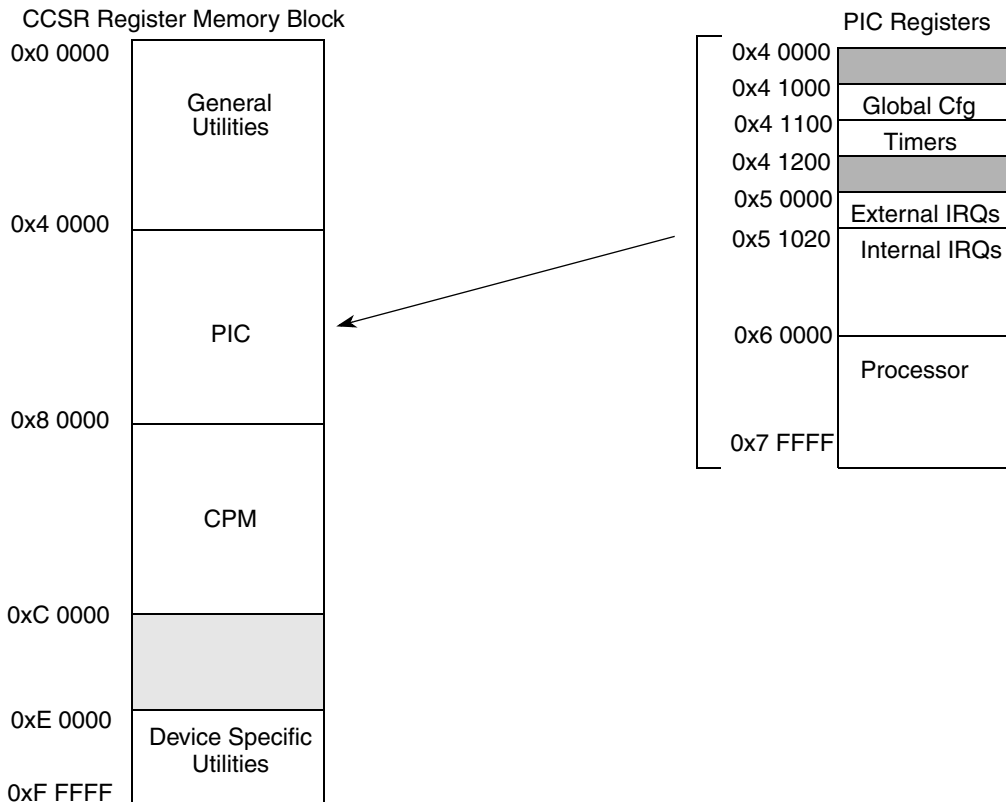 CCSR Register Memory Block
0x0 0000
General
Utilities
0x4 0000
PIC
0x8 0000
CPM
0xC 0000
0xE 0000
Device Specific
Utilities
0xF FFFF
PIC Registers
0x4 0000
0x4 1000
Global Cfg
0x4 1100
Timers
0x4 1200
0x5 0000
External IRQs
0x5 1020
Internal IRQs
0x6 0000
Processor
0x7 FFFF